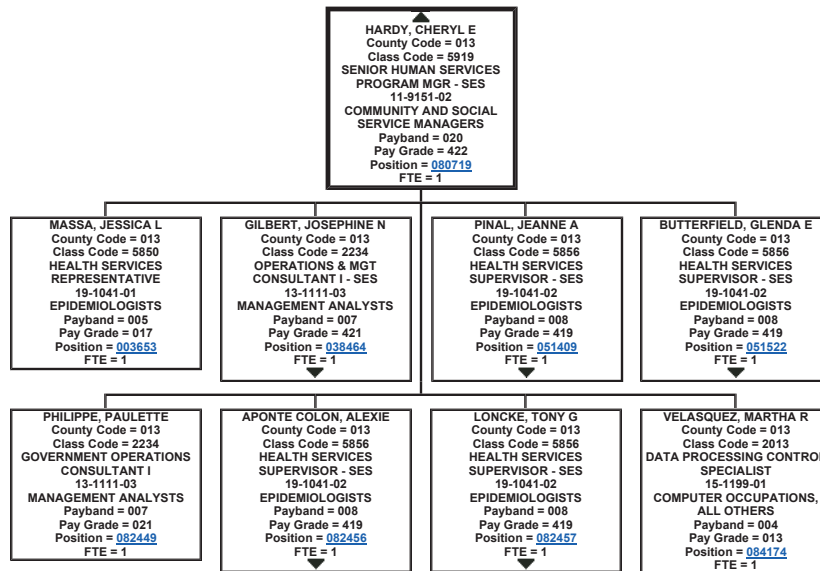 HARDY, CHERYL E
County Code = 013
Class Code = 5919
SENIOR HUMAN SERVICES
PROGRAM MGR - SES
11-9151-02
COMMUNITY AND SOCIAL
SERVICE MANAGERS
Payband = 020
Pay Grade = 422
Position = 080719
FTE = 1
MASSA, JESSICA L
County Code = 013
Class Code = 5850
HEALTH SERVICES
REPRESENTATIVE
19-1041-01
EPIDEMIOLOGISTS
Payband = 005
Pay Grade = 017
Position = 003653
FTE = 1
GILBERT, JOSEPHINE N
County Code = 013
Class Code = 2234
OPERATIONS & MGT
CONSULTANT I - SES
13-1111-03
MANAGEMENT ANALYSTS
Payband = 007
Pay Grade = 421
Position = 038464
FTE = 1
PINAL, JEANNE A
County Code = 013
Class Code = 5856
HEALTH SERVICES
SUPERVISOR - SES
19-1041-02
EPIDEMIOLOGISTS
Payband = 008
Pay Grade = 419
Position = 051409
FTE = 1
BUTTERFIELD, GLENDA E
County Code = 013
Class Code = 5856
HEALTH SERVICES
SUPERVISOR - SES
19-1041-02
EPIDEMIOLOGISTS
Payband = 008
Pay Grade = 419
Position = 051522
FTE = 1
PHILIPPE, PAULETTE
County Code = 013
Class Code = 2234
GOVERNMENT OPERATIONS
CONSULTANT I
13-1111-03
MANAGEMENT ANALYSTS
Payband = 007
Pay Grade = 021
Position = 082449
FTE = 1
APONTE COLON, ALEXIE
County Code = 013
Class Code = 5856
HEALTH SERVICES
SUPERVISOR - SES
19-1041-02
EPIDEMIOLOGISTS
Payband = 008
Pay Grade = 419
Position = 082456
FTE = 1
LONCKE, TONY G
County Code = 013
Class Code = 5856
HEALTH SERVICES
SUPERVISOR - SES
19-1041-02
EPIDEMIOLOGISTS
Payband = 008
Pay Grade = 419
Position = 082457
FTE = 1
VELASQUEZ, MARTHA R
County Code = 013
Class Code = 2013
DATA PROCESSING CONTROL
SPECIALIST
15-1199-01
COMPUTER OCCUPATIONS,
ALL OTHERS
Payband = 004
Pay Grade = 013
Position = 084174
FTE = 1